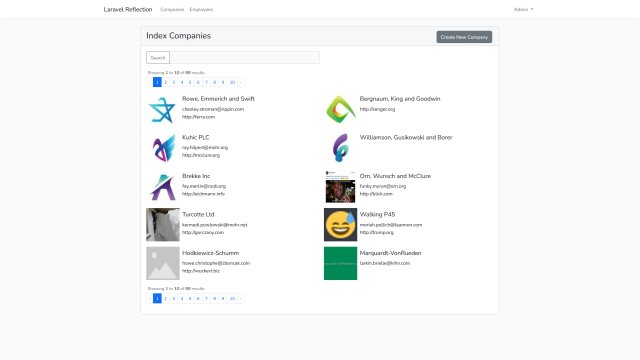 Laravel Reflection Companies Employees Admin
Index Companies
Create New Company
Search
Showing 1 to 10 of 98 results
‹ 1 2 3 4 5 6 7 8 9 10 ›
Rowe, Emmerich and Swift
chesley.stroman@rippin.com
http://ferry.com
Bergnaum, King and Goodwin
http://senger.org
Kuhic PLC
ray.hilpert@mohr.org
http://mcclure.org
Williamson, Gusikowski and Borer
Brekke Inc
fay.merlin@roob.org
http://eichmann.info
Orn, Wunsch and McClure
funky.myron@orn.org
http://blick.com
Turcotte Ltd
kennedi.powlowski@mohr.net
http://gorczany.com
Walking P45
moriah.pollich@leannon.com
http://tromp.org
Hodkiewicz-Schumm
howe.christophe@zboncak.com
http://wuckert.biz
Marquardt-VonRueden
larkin.brielle@kihn.com
Showing 1 to 10 of 98 results
‹ 1 2 3 4 5 6 7 8 9 10 ›